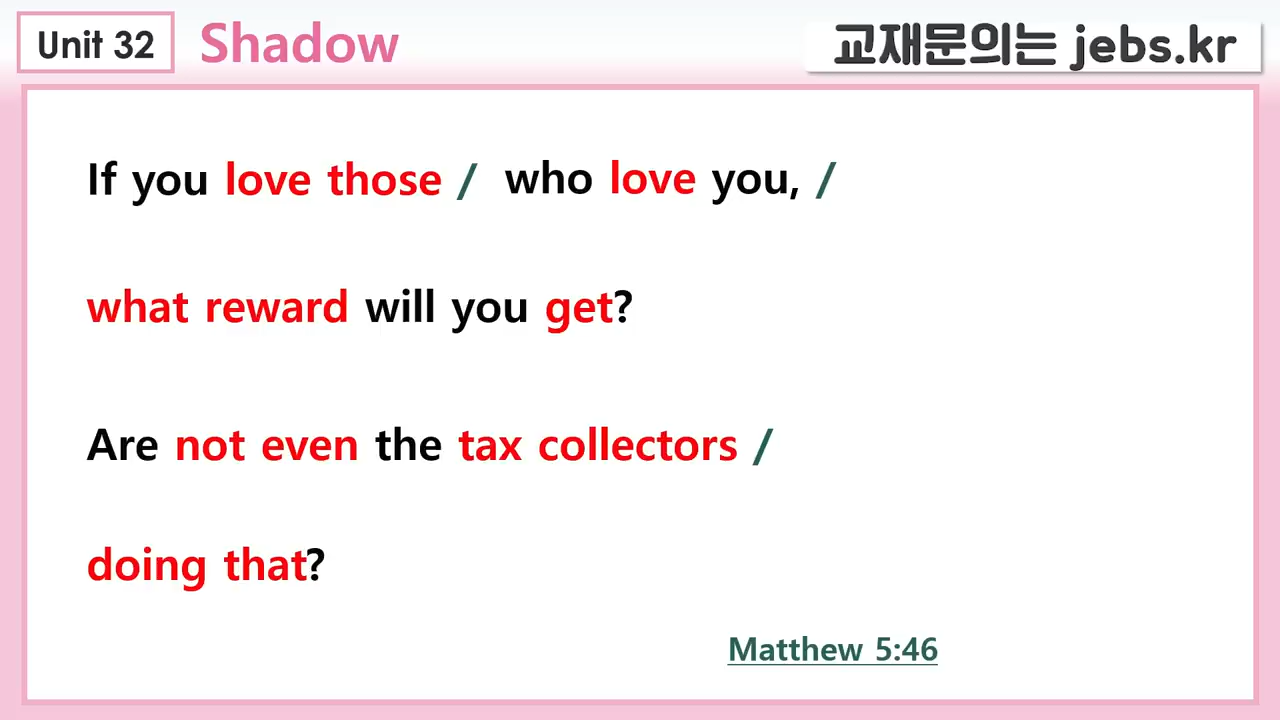 Unit 32 Shadow 교재문의는 jebs.kr
If you love those / who love you, /
what reward will you get?
Are not even the tax collectors /
doing that?
Matthew 5:46